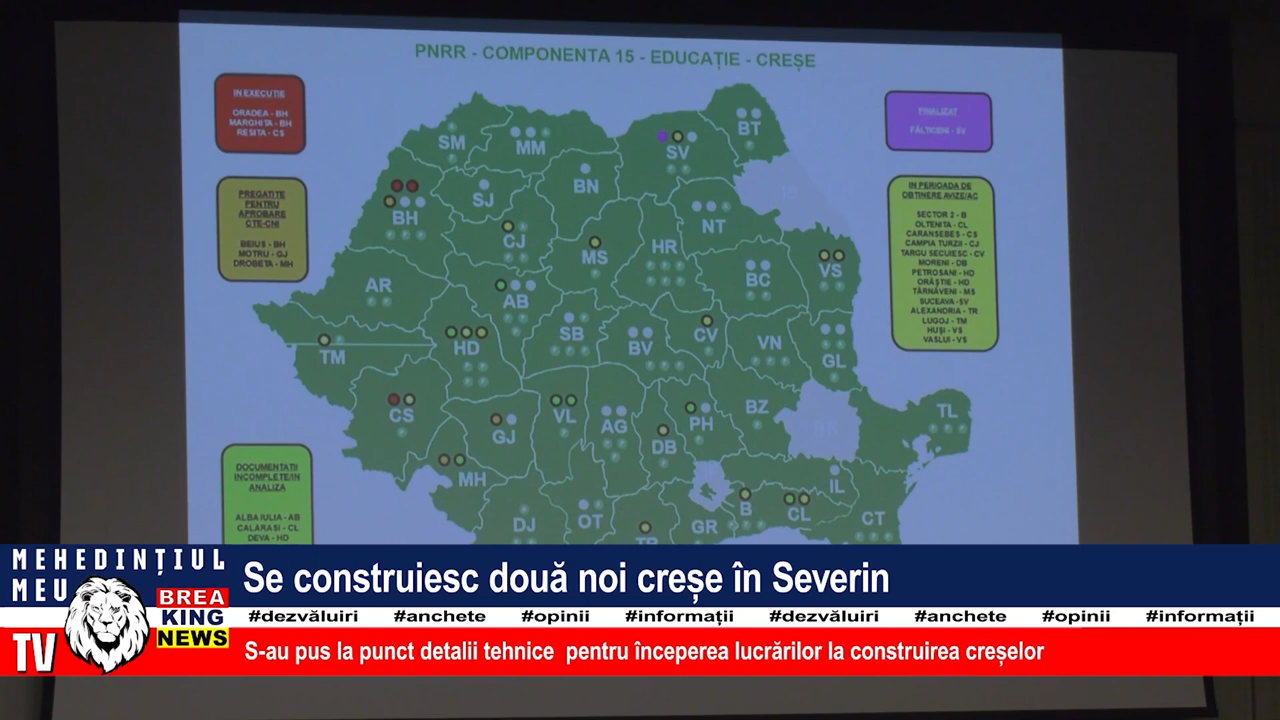 PNRR - COMPONENTA 15 - EDUCAȚIE - CREȘE
IN EXECUTIE
ORADEA - BH
MARGHITA - BH
RESITA - CS
PREGATITE
PENTRU
APROBARE
CTE-CNI
BEIUS - BH
MOTRU - GJ
DROBETA - MH
DOCUMENTATII
INCOMPLETE/IN
ANALIZA
ALBA IULIA - AB
CALARASI - CL
DEVA - HD
FINALIZAT
FĂLTICENI - SV
IN PERIOADA DE
OBTINERE AVIZE/AC
SECTOR 2 - B
OLTENITA - CL
CARANSEBES - CS
CAMPIA TURZII - CJ
TARGU SECUIESC - CV
MORENI - DB
PETROSANI - HD
ORĂȘTIE - HD
TÂRNĂVENI - MS
SUCEAVA - SV
ALEXANDRIA - TR
LUGOJ - TM
HUȘI - VS
VASLUI - VS
SM
MM
SV
BT
BN
SJ
BH
CJ
NT
MS
HR
BC
VS
AR
AB
TM
HD
SB
BV
CV
VN
GL
CS
GJ
VL
AG
DB
PH
BZ
TL
MH
IL
DJ
OT
TR
GR
B
CL
CT
MEHEDINȚIUL
MEU
TV
BREA
KING
NEWS
Se construiesc două noi creșe în Severin
#dezvăluiri #anchete #opinii #informații #dezvăluiri #anchete #opinii #informații
S-au pus la punct detalii tehnice  pentru începerea lucrărilor la construirea creșelor